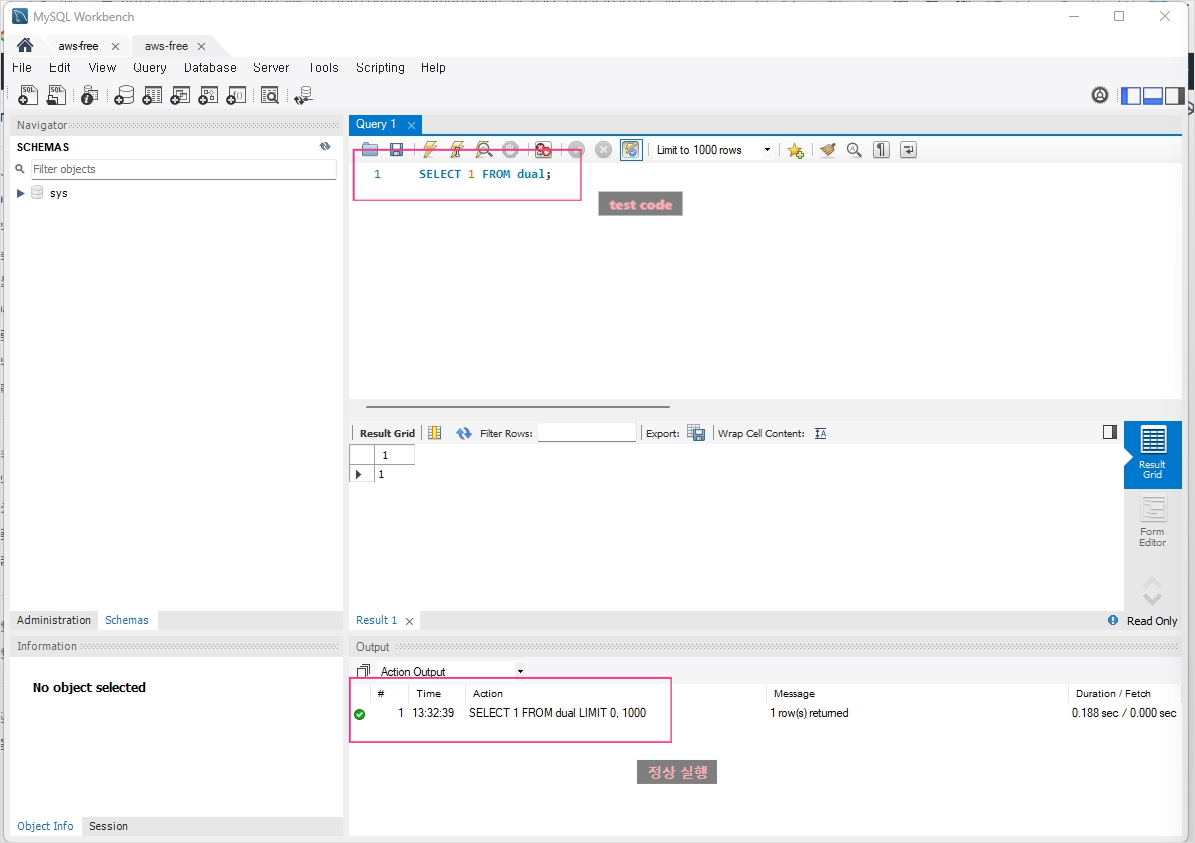 MySQL Workbench
aws-free
aws-free
File Edit View Query Database Server Tools Scripting Help
Navigator
SCHEMAS
Filter objects
sys
Administration Schemas
Information
No object selected
Object Info Session
Query 1
Limit to 1000 rows
1 SELECT 1 FROM dual;
test code
Result Grid Filter Rows: Export: Wrap Cell Content:
1
1
Result
Grid
Form
Editor
Result 1 Read Only
Output
Action Output
# Time Action Message Duration / Fetch
1 13:32:39 SELECT 1 FROM dual LIMIT 0, 1000 1 row(s) returned 0.188 sec / 0.000 sec
정상 실행